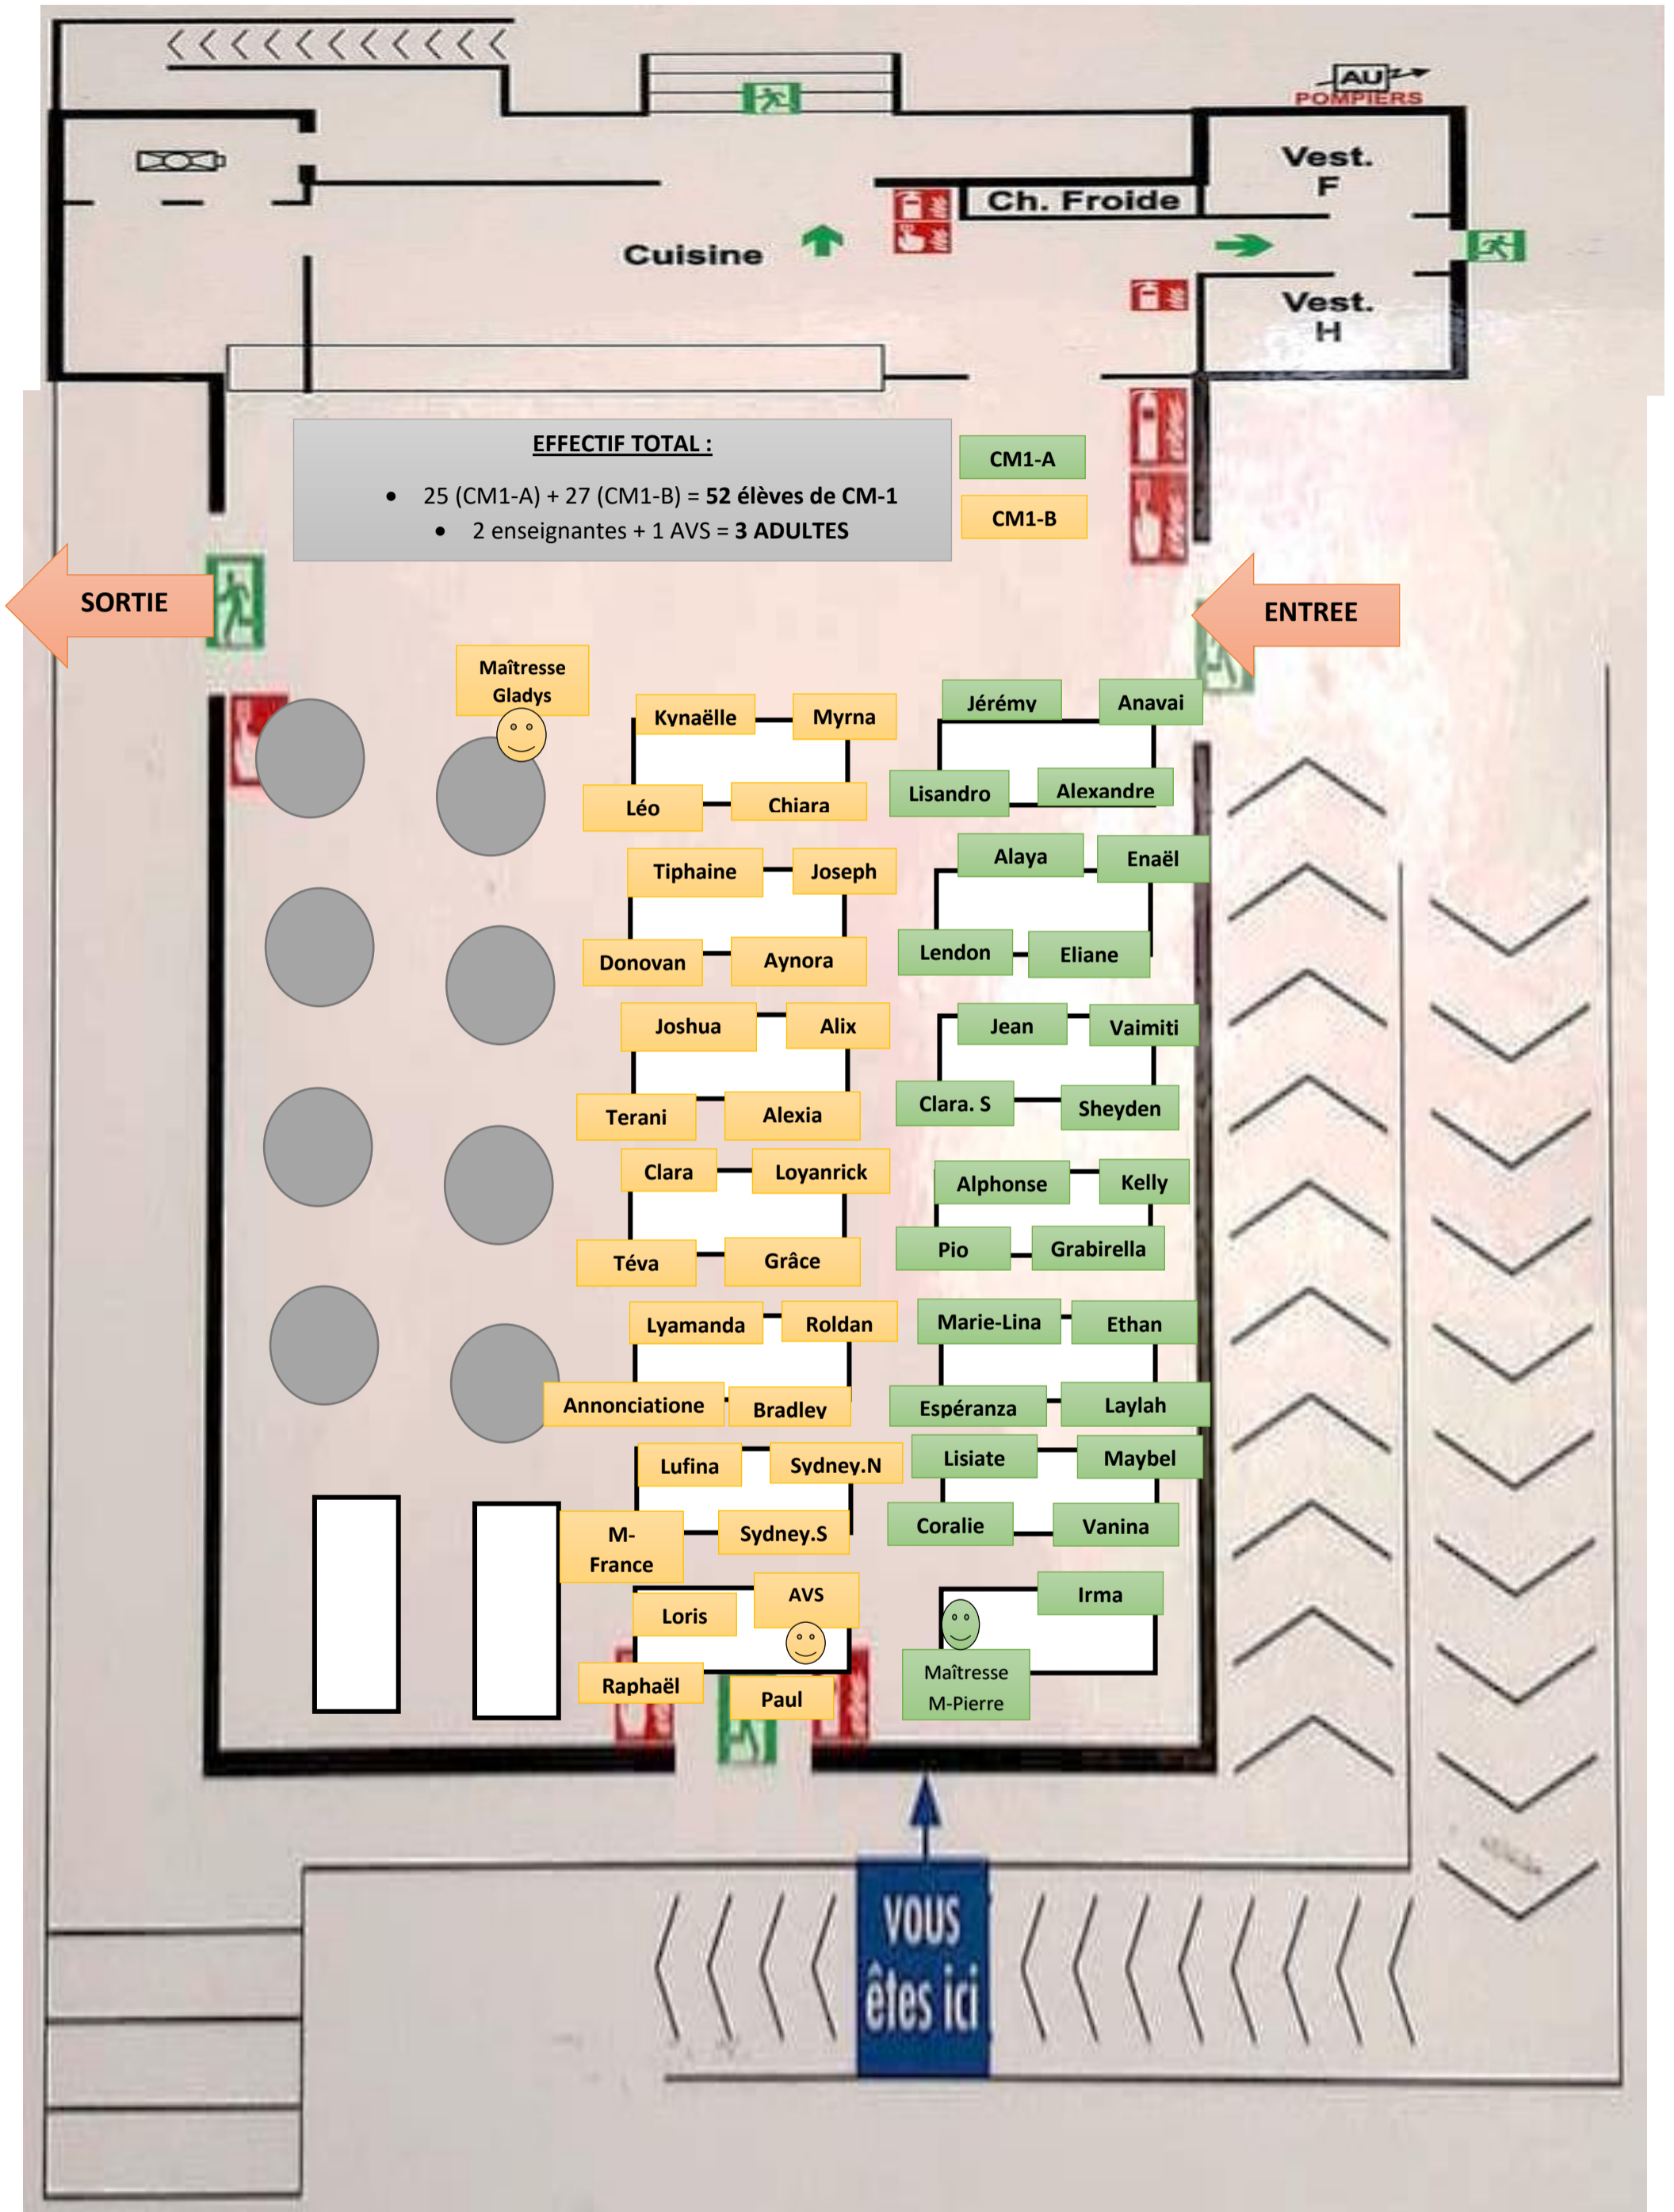 AU
POMPIERS
Vest.
F
Ch. Froide
Cuisine
Vest.
H
EFFECTIF TOTAL :
• 25 (CM1-A) + 27 (CM1-B) = 52 élèves de CM-1
• 2 enseignantes + 1 AVS = 3 ADULTES
CM1-A
CM1-B
SORTIE
ENTREE
Maîtresse
Gladys
Kynaëlle
Myrna
Jérémy
Anavai
Léo
Chiara
Lisandro
Alexandre
Tiphaine
Joseph
Alaya
Enaël
Donovan
Aynora
Lendon
Eliane
Joshua
Alix
Jean
Vaimiti
Terani
Alexia
Clara. S
Sheyden
Clara
Loyanrick
Alphonse
Kelly
Téva
Grâce
Pio
Grabirella
Lyamanda
Roldan
Marie-Lina
Ethan
Annonciatione
Bradley
Espéranza
Laylah
Lufina
Sydney.N
Lisiate
Maybel
M-
France
Sydney.S
Coralie
Vanina
Loris
AVS
Irma
Raphaël
Paul
Maîtresse
M-Pierre
VOUS
êtes ici